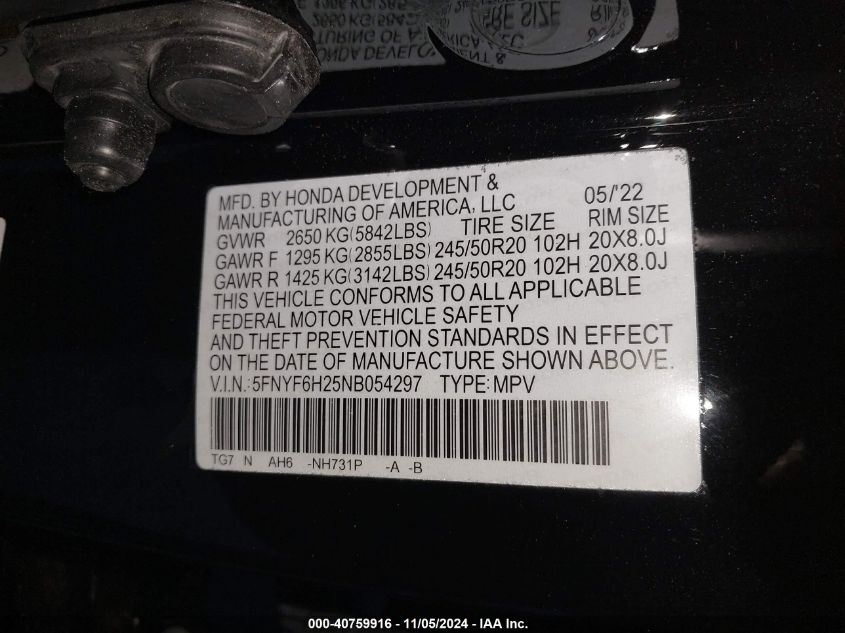 MFD. BY HONDA DEVELOPMENT &
MANUFACTURING OF AMERICA, LLC 05/'22
GVWR 2650 KG(5842LBS) TIRE SIZE RIM SIZE
GAWR F 1295 KG(2855LBS) 245/50R20 102H 20X8.0J
GAWR R 1425 KG(3142LBS) 245/50R20 102H 20X8.0J
THIS VEHICLE CONFORMS TO ALL APPLICABLE
FEDERAL MOTOR VEHICLE SAFETY
AND THEFT PREVENTION STANDARDS IN EFFECT
ON THE DATE OF MANUFACTURE SHOWN ABOVE.
V.I.N.:5FNYF6H25NB054297 TYPE:MPV
TG7 N AH6 -NH731P -A -B
000-40759916 - 11/05/2024 - IAA Inc.